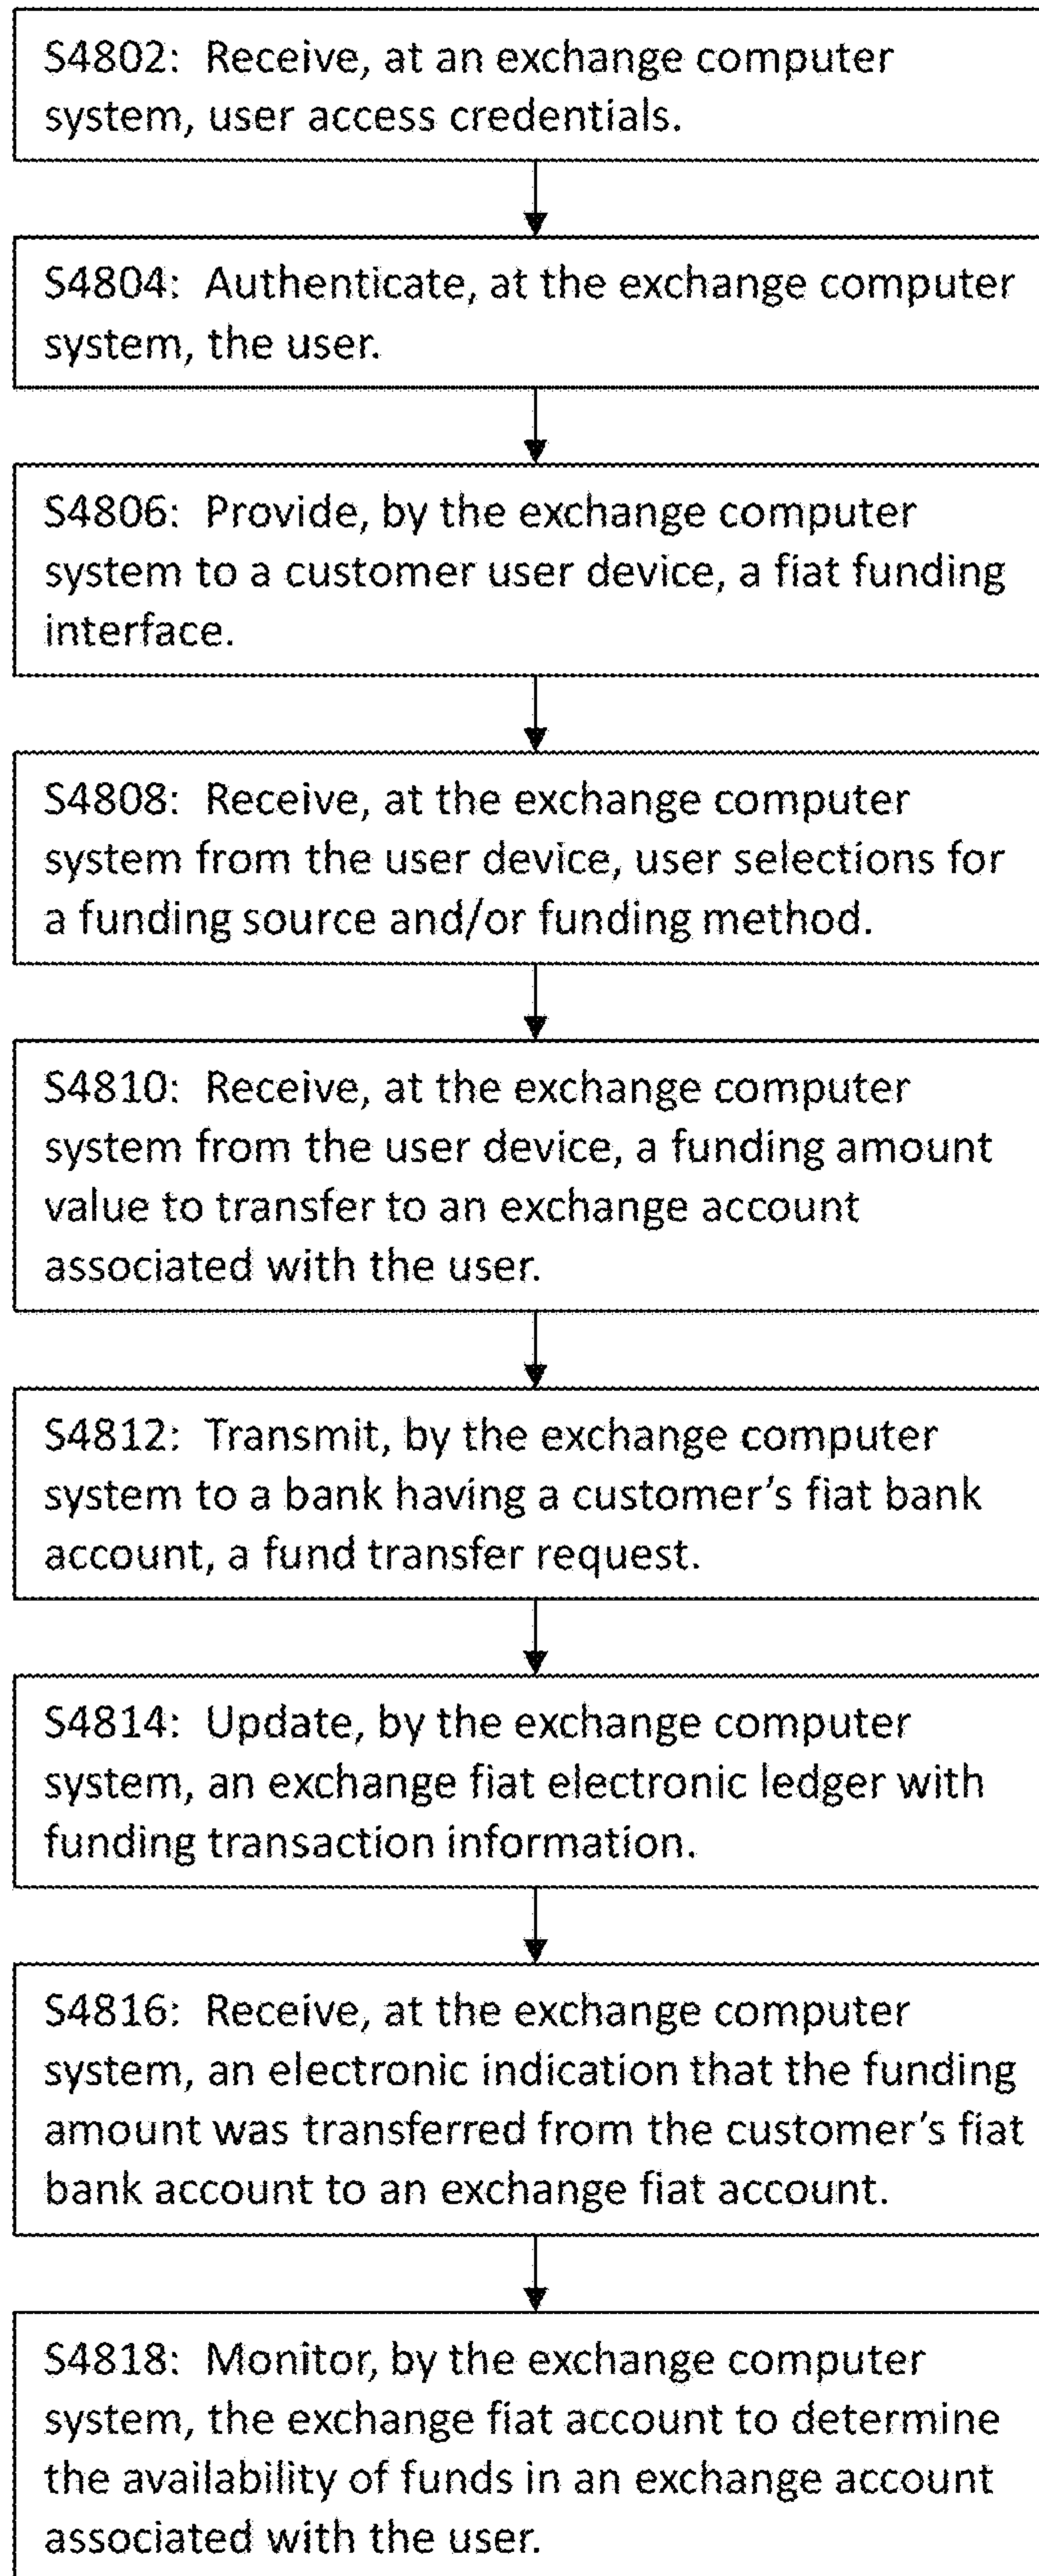 S4802: Receive, at an exchange computer
system, user access credentials.
S4804: Authenticate, at the exchange computer
system, the user.
S4806: Provide, by the exchange computer
system to a customer user device, a fiat funding
interface.
S4808: Receive, at the exchange computer
system from the user device, user selections for
a funding source and/or funding method.
S4810: Receive, at the exchange computer
system from the user device, a funding amount
value to transfer to an exchange account
associated with the user.
S4812: Transmit, by the exchange computer
system to a bank having a customer's fiat bank
account, a fund transfer request.
S4814: Update, by the exchange computer
system, an exchange fiat electronic ledger with
funding transaction information.
S4816: Receive, at the exchange computer
system, an electronic indication that the funding
amount was transferred from the customer's fiat
bank account to an exchange fiat account.
S4818: Monitor, by the exchange computer
system, the exchange fiat account to determine
the availability of funds in an exchange account
associated with the user.